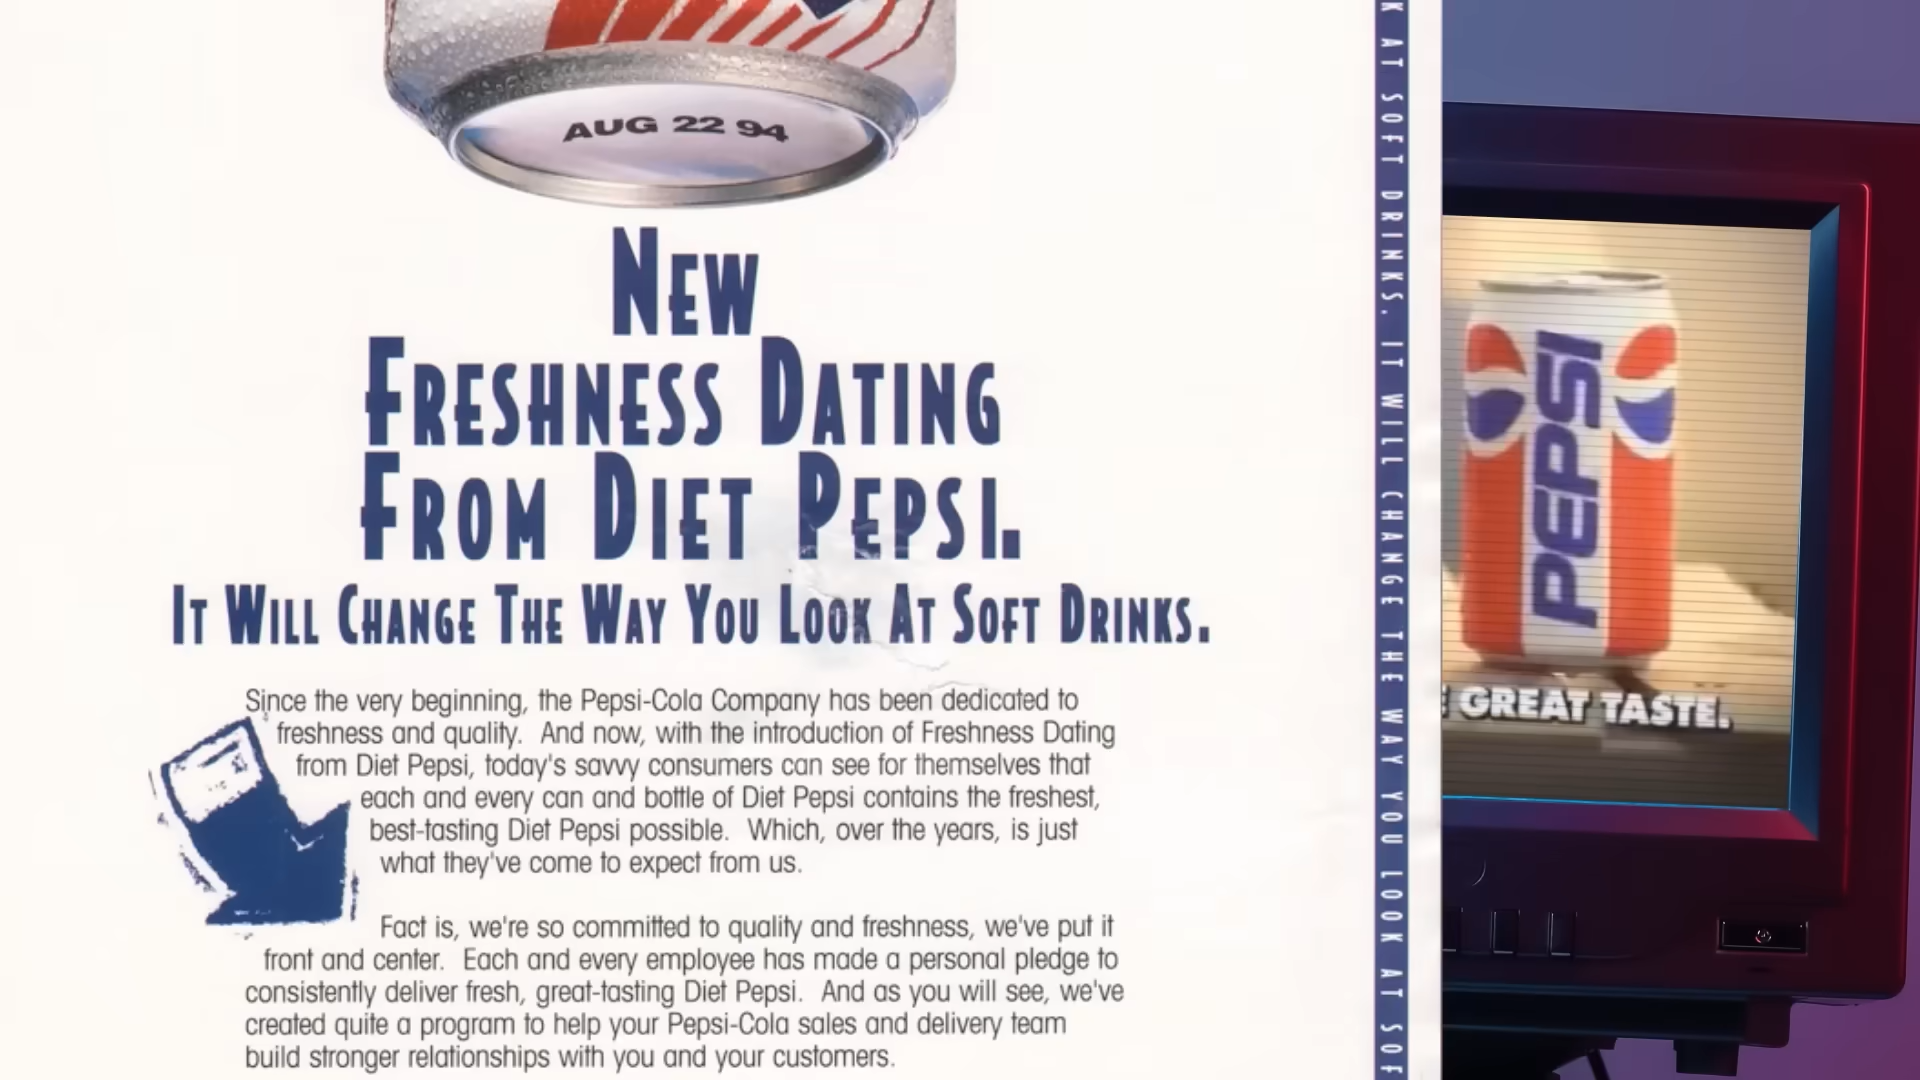 AUG 22 94
NEW
FRESHNESS DATING
FROM DIET PEPSI.
IT WILL CHANGE THE WAY YOU LOOK AT SOFT DRINKS.
Since the very beginning, the Pepsi-Cola Company has been dedicated to
freshness and quality. And now, with the introduction of Freshness Dating
from Diet Pepsi, today's savvy consumers can see for themselves that
each and every can and bottle of Diet Pepsi contains the freshest,
best-tasting Diet Pepsi possible. Which, over the years, is just
what they've come to expect from us.
Fact is, we're so committed to quality and freshness, we've put it
front and center. Each and every employee has made a personal pledge to
consistently deliver fresh, great-tasting Diet Pepsi. And as you will see, we've
created quite a program to help your Pepsi-Cola sales and delivery team
build stronger relationships with you and your customers.
K AT SOFT DRINKS. IT WILL CHANGE THE WAY YOU LOOK AT SOF
PEPSI
GREAT TASTE.